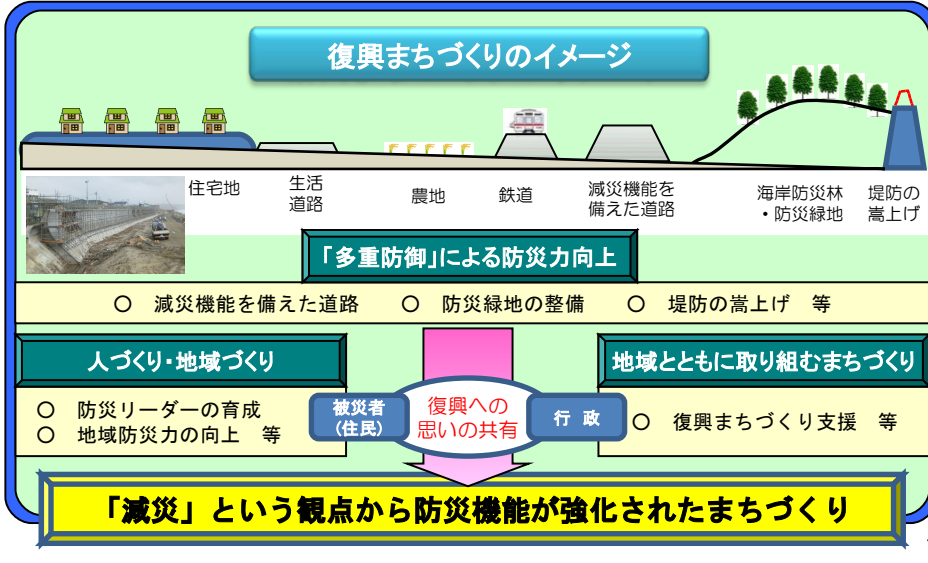 復興まちづくりのイメージ
住宅地
生活
道路
農地
鉄道
減災機能を
備えた道路
海岸防災林
・防災緑地
堤防の
嵩上げ
「多重防御」による防災力向上
○ 減災機能を備えた道路 ○ 防災緑地の整備 ○ 堤防の嵩上げ 等
人づくり・地域づくり
○ 防災リーダーの育成
○ 地域防災力の向上 等
被災者
(住民)
復興への
思いの共有
行 政
地域とともに取り組むまちづくり
○ 復興まちづくり支援 等
「減災」という観点から防災機能が強化されたまちづくり